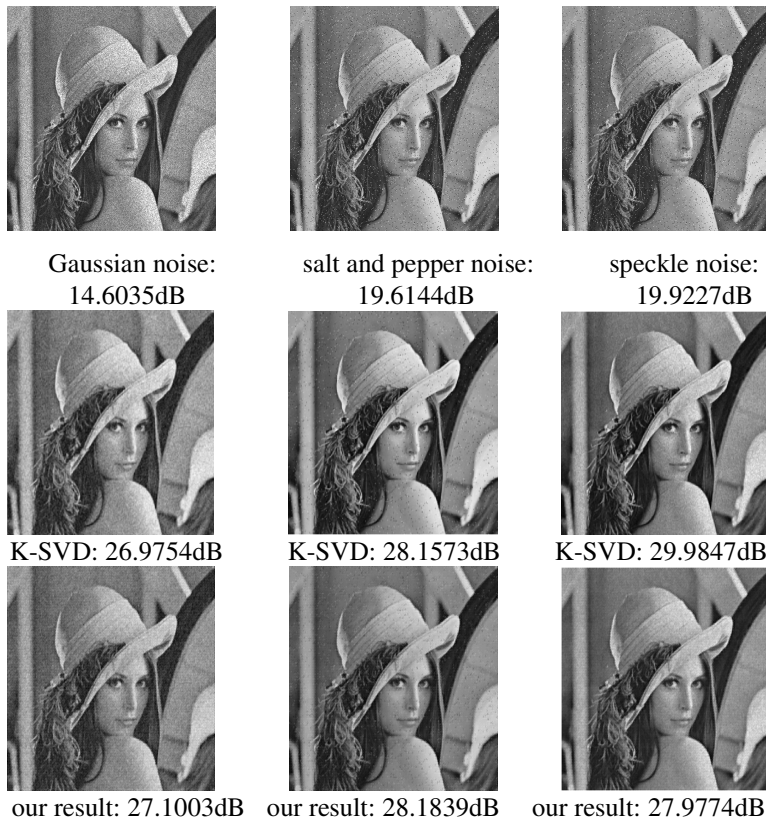 Gaussian noise:
14.6035dB
salt and pepper noise:
19.6144dB
speckle noise:
19.9227dB
K-SVD: 26.9754dB
K-SVD: 28.1573dB
K-SVD: 29.9847dB
our result: 27.1003dB
our result: 28.1839dB
our result: 27.9774dB